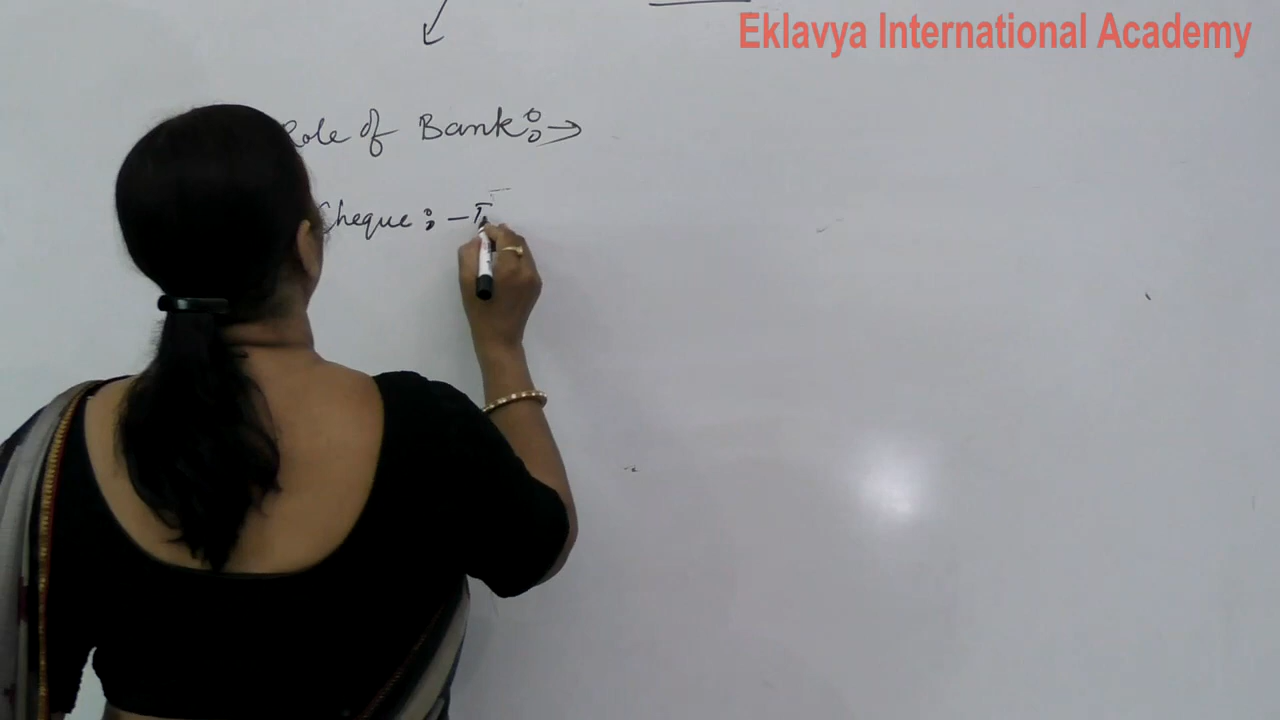 Eklavya International Academy
Role of Bank:→
Cheque: –